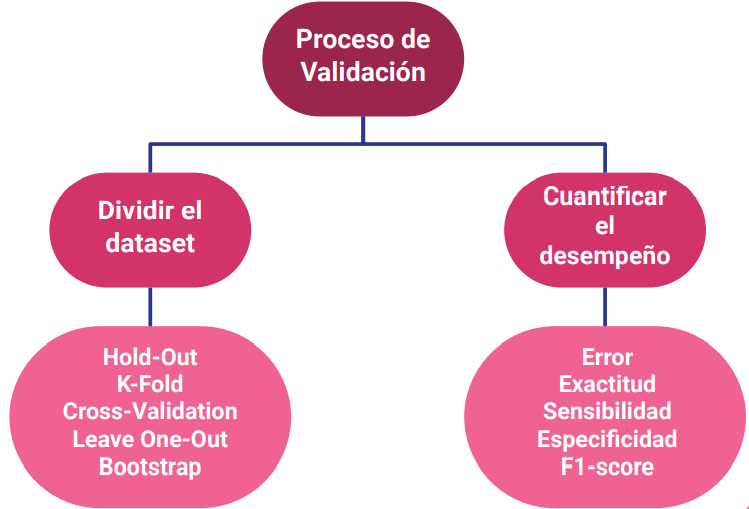 Proceso de
Validación
Dividir el
dataset
Cuantificar
el
desempeño
Hold-Out
K-Fold
Cross-Validation
Leave One-Out
Bootstrap
Error
Exactitud
Sensibilidad
Especificidad
F1-score